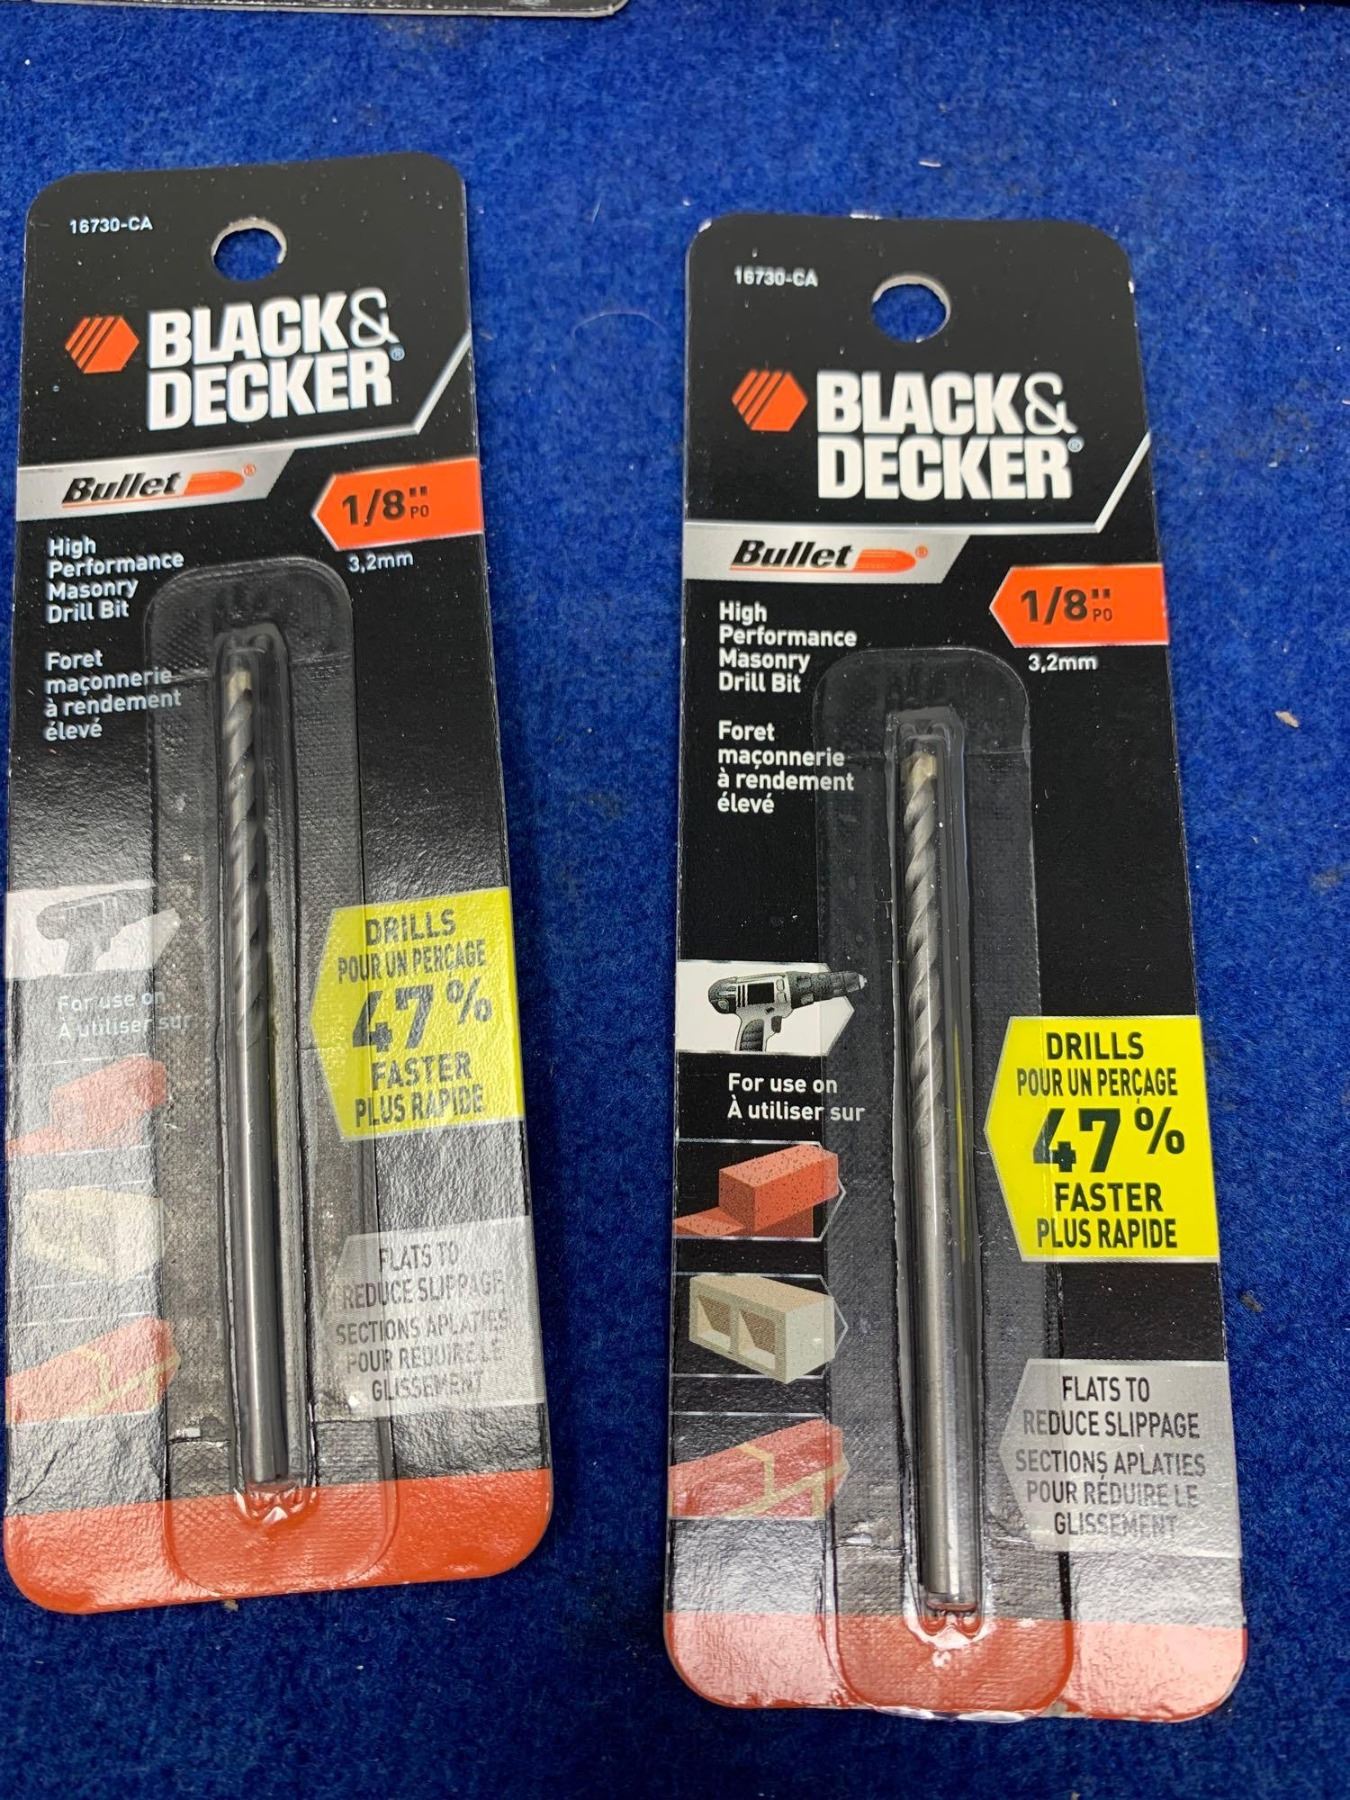 16730-CA
BLACK&
DECKER®
Bullet®
1/8"
PO
3,2mm
High
Performance
Masonry
Drill Bit
Foret
maçonnerie
à rendement
élevé
DRILLS
POUR UN PERÇAGE
47%
FASTER
PLUS RAPIDE
For use on
À utiliser sur
FLATS TO
REDUCE SLIPPAGE
SECTIONS APLATIES
POUR RÉDUIRE LE
GLISSEMENT
16730-CA
BLACK&
DECKER®
Bullet®
1/8"
PO
3,2mm
High
Performance
Masonry
Drill Bit
Foret
maçonnerie
à rendement
élevé
DRILLS
POUR UN PERÇAGE
47%
FASTER
PLUS RAPIDE
For use on
À utiliser sur
FLATS TO
REDUCE SLIPPAGE
SECTIONS APLATIES
POUR RÉDUIRE LE
GLISSEMENT